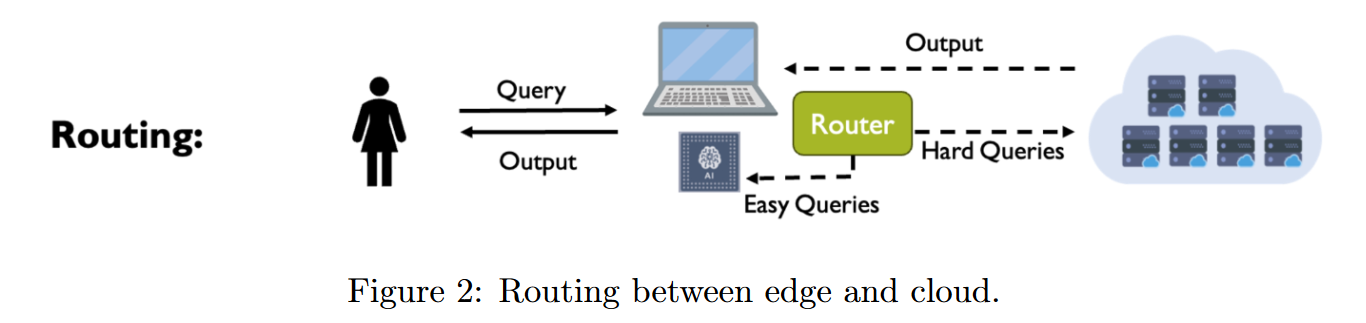 Routing:
Query
Output
Output
Router
Hard Queries
AI
Easy Queries
Figure 2: Routing between edge and cloud.